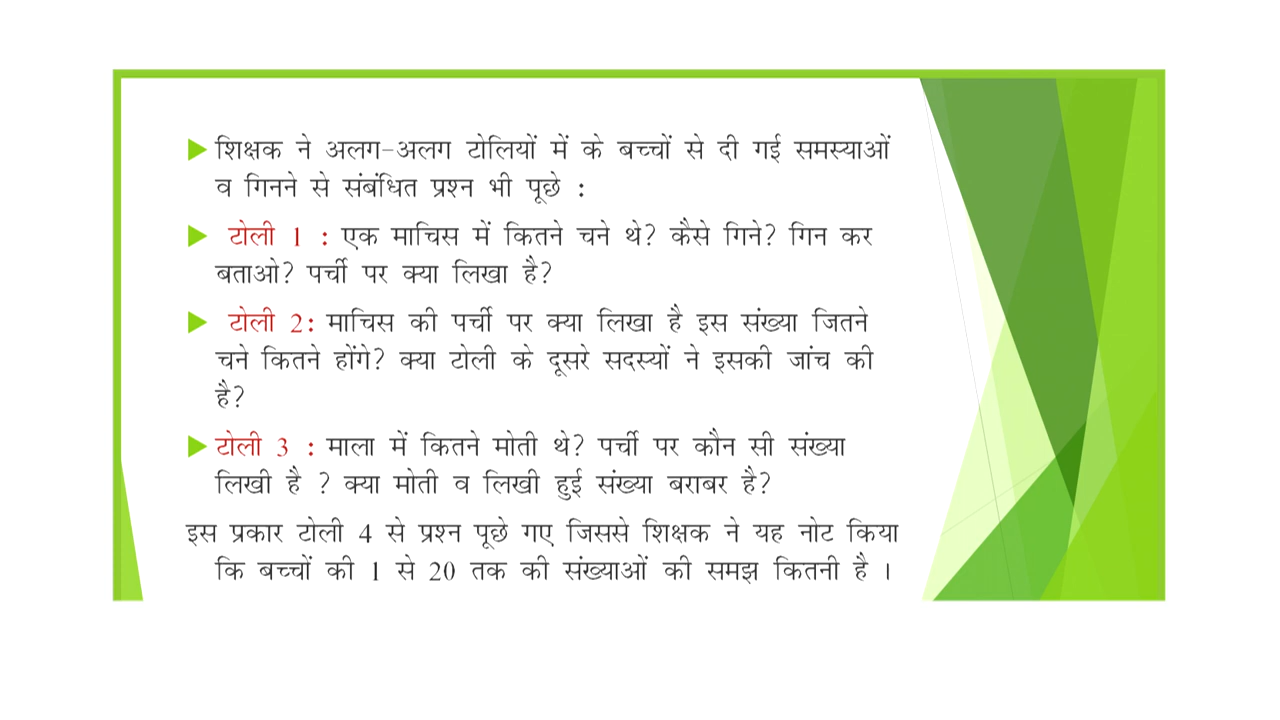 शिक्षक ने अलग-अलग टोलियों में के बच्चों से दी गई समस्याओं
व गिनने से संबंधित प्रश्न भी पूछे :
टोली 1 : एक माचिस में कितने चने थे? कैसे गिने? गिन कर
बताओ? पर्ची पर क्या लिखा है?
टोली 2: माचिस की पर्ची पर क्या लिखा है इस संख्या जितने
चने कितने होंगे? क्या टोली के दूसरे सदस्यों ने इसकी जांच की
है?
टोली 3 : माला में कितने मोती थे? पर्ची पर कौन सी संख्या
लिखी है ? क्या मोती व लिखी हुई संख्या बराबर है?
इस प्रकार टोली 4 से प्रश्न पूछे गए जिससे शिक्षक ने यह नोट किया
कि बच्चों की 1 से 20 तक की संख्याओं की समझ कितनी है ।